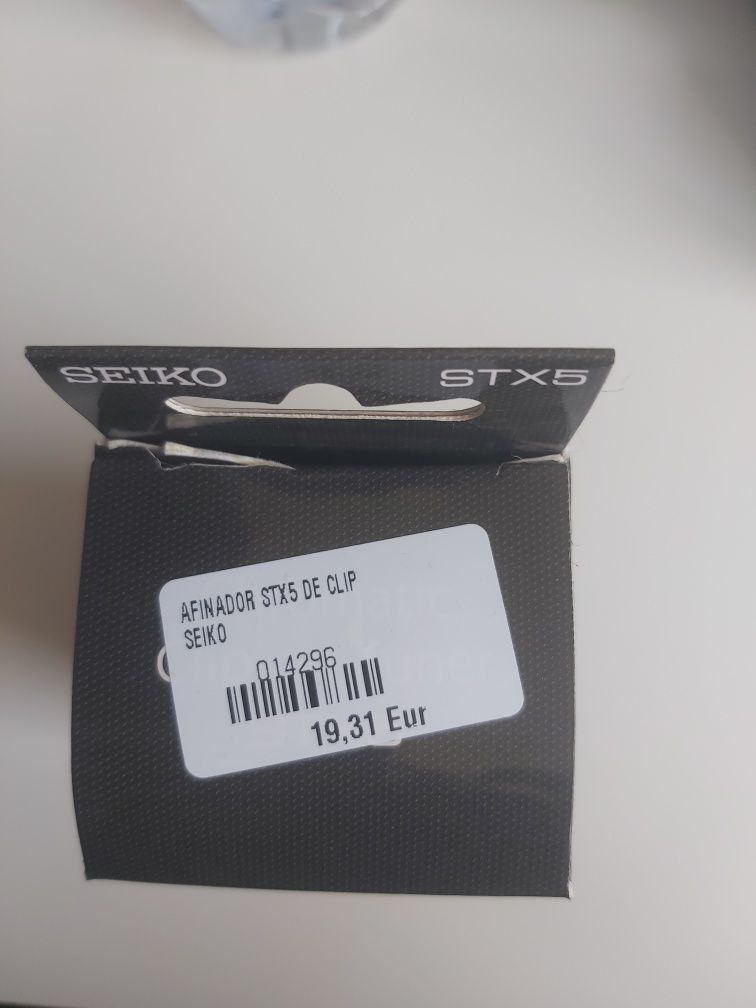 SEIKO STX5
AFINADOR STX5 DE CLIP
SEIKO
014296
19,31 Eur